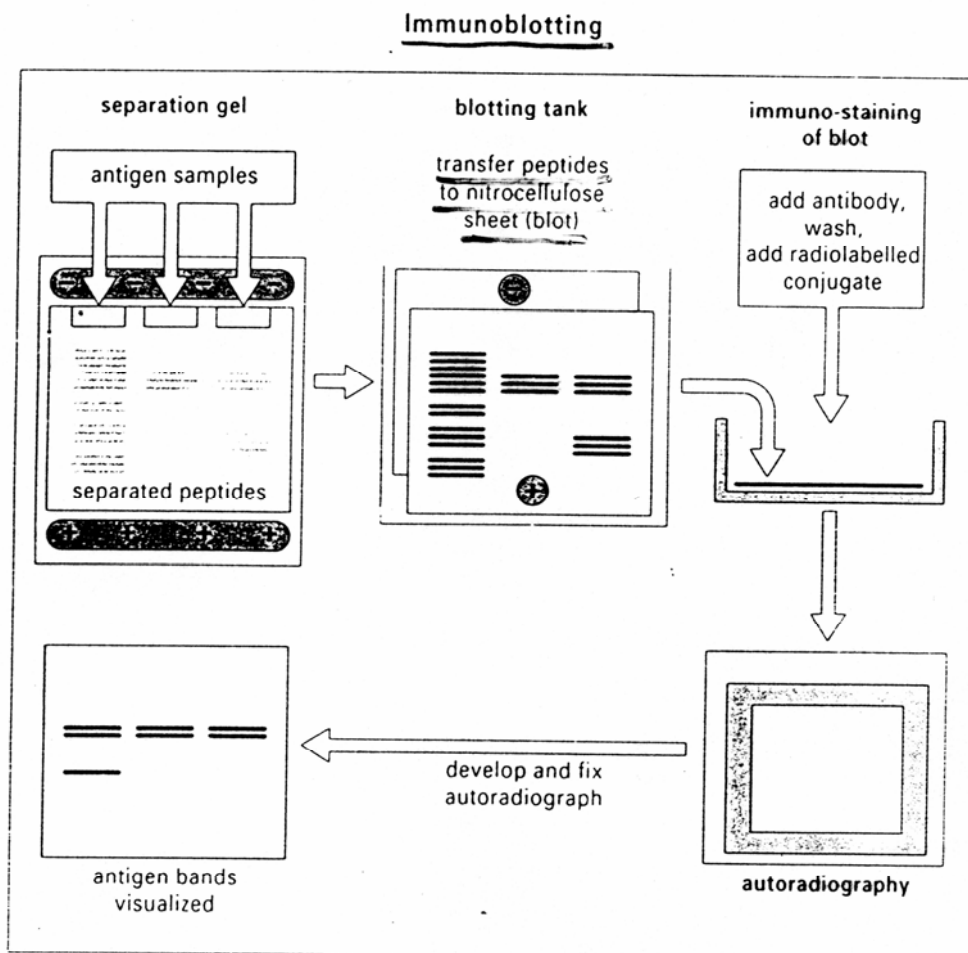 Immunoblotting
separation gel
antigen samples
separated peptides
blotting tank
transfer peptides
to nitrocellulose
sheet (blot)
immuno-staining
of blot
add antibody,
wash,
add radiolabelled
conjugate
autoradiography
develop and fix
autoradiograph
antigen bands
visualized